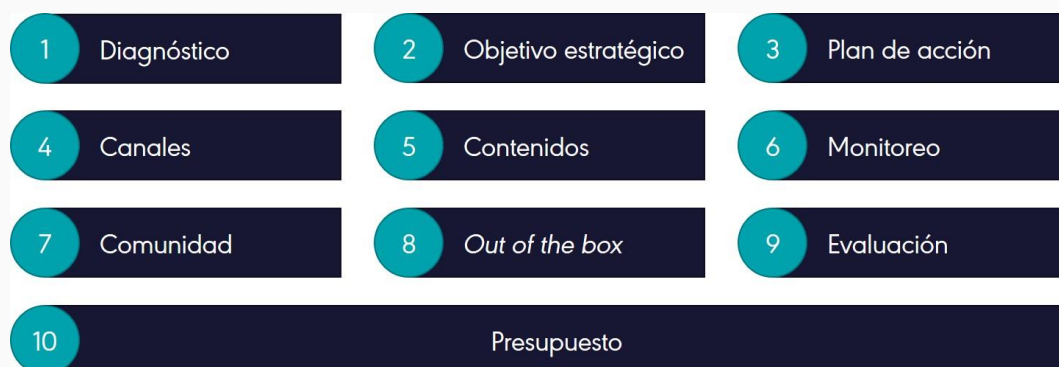 1 Diagnóstico
2 Objetivo estratégico
3 Plan de acción
4 Canales
5 Contenidos
6 Monitoreo
7 Comunidad
8 Out of the box
9 Evaluación
10 Presupuesto